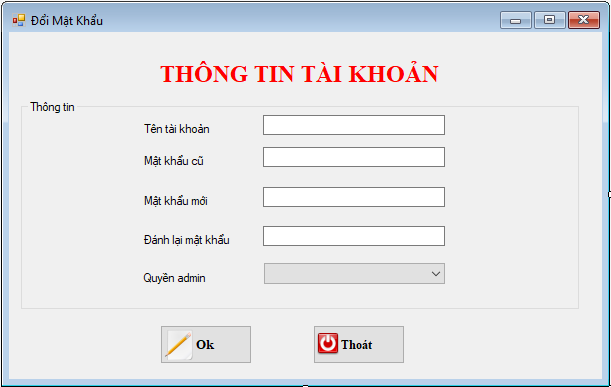 Đổi Mật Khẩu
THÔNG TIN TÀI KHOẢN
Thông tin
Tên tài khoản
Mật khẩu cũ
Mật khẩu mới
Đánh lại mật khẩu
Quyền admin
Ok
Thoát